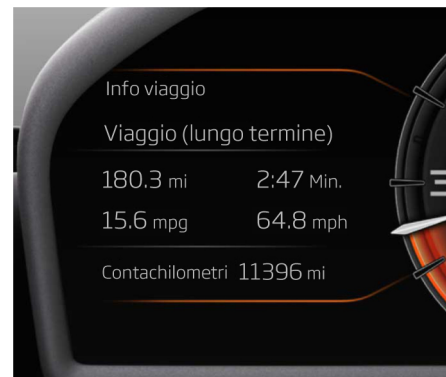 Info viaggio
Viaggio (lungo termine)
180.3 mi 2:47 Min.
15.6 mpg 64.8 mph
Contachilometri 11396 mi